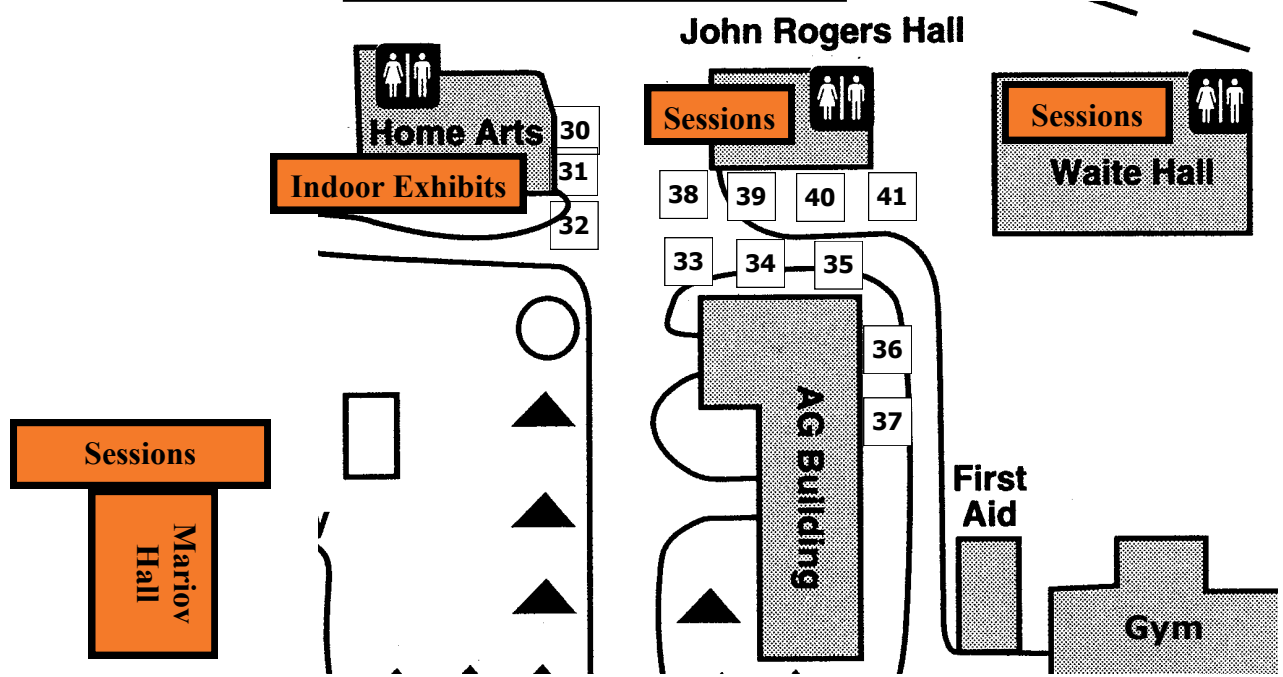 John Rogers Hall
Sessions
Sessions
Home Arts
30
Waite Hall
Indoor Exhibits
31
38
39
40
41
32
33
34
35
36
AG Building
37
Sessions
First
Aid
Mariov
Hall
Gym